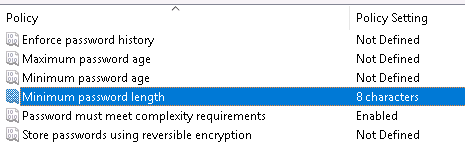 Policy Policy Setting
Enforce password history Not Defined
Maximum password age Not Defined
Minimum password age Not Defined
Minimum password length 8 characters
Password must meet complexity requirements Enabled
Store passwords using reversible encryption Not Defined